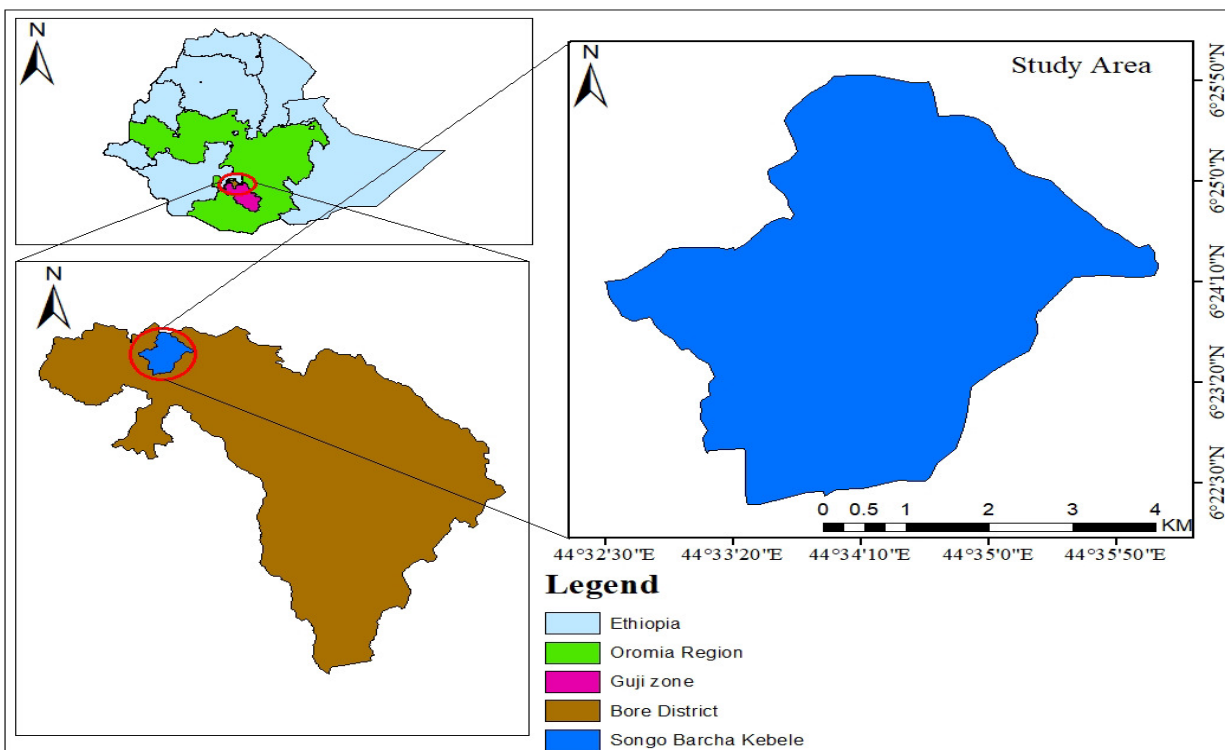 N
N
Study Area
N
6°25'50"N
6°25'0"N
6°24'10"N
6°23'20"N
6°22'30"N
0 0.5 1 2 3 4
KM
44°32'30"E 44°33'20"E 44°34'10"E 44°35'0"E 44°35'50"E
Legend
Ethiopia
Oromia Region
Guji zone
Bore District
Songo Barcha Kebele